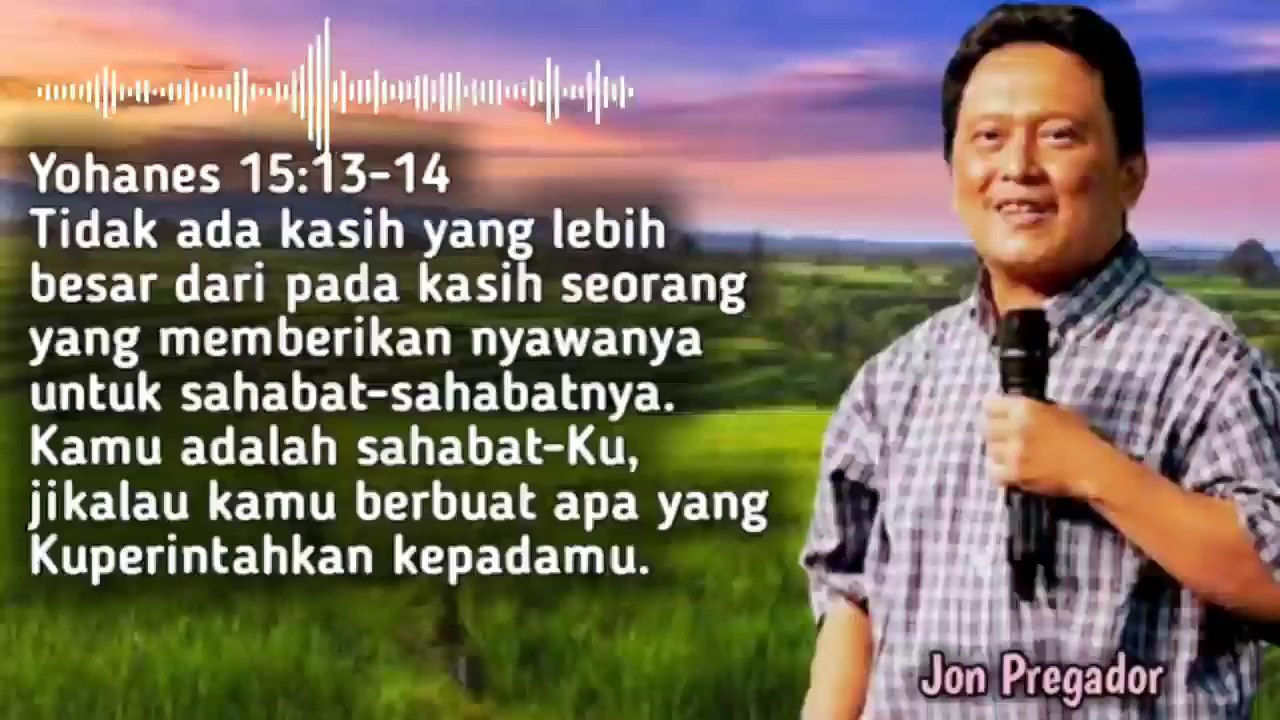 Yohanes 15:13-14
Tidak ada kasih yang lebih
besar dari pada kasih seorang
yang memberikan nyawanya
untuk sahabat-sahabatnya.
Kamu adalah sahabat-Ku,
jikalau kamu berbuat apa yang
Kuperintahkan kepadamu.
Jon Pregador